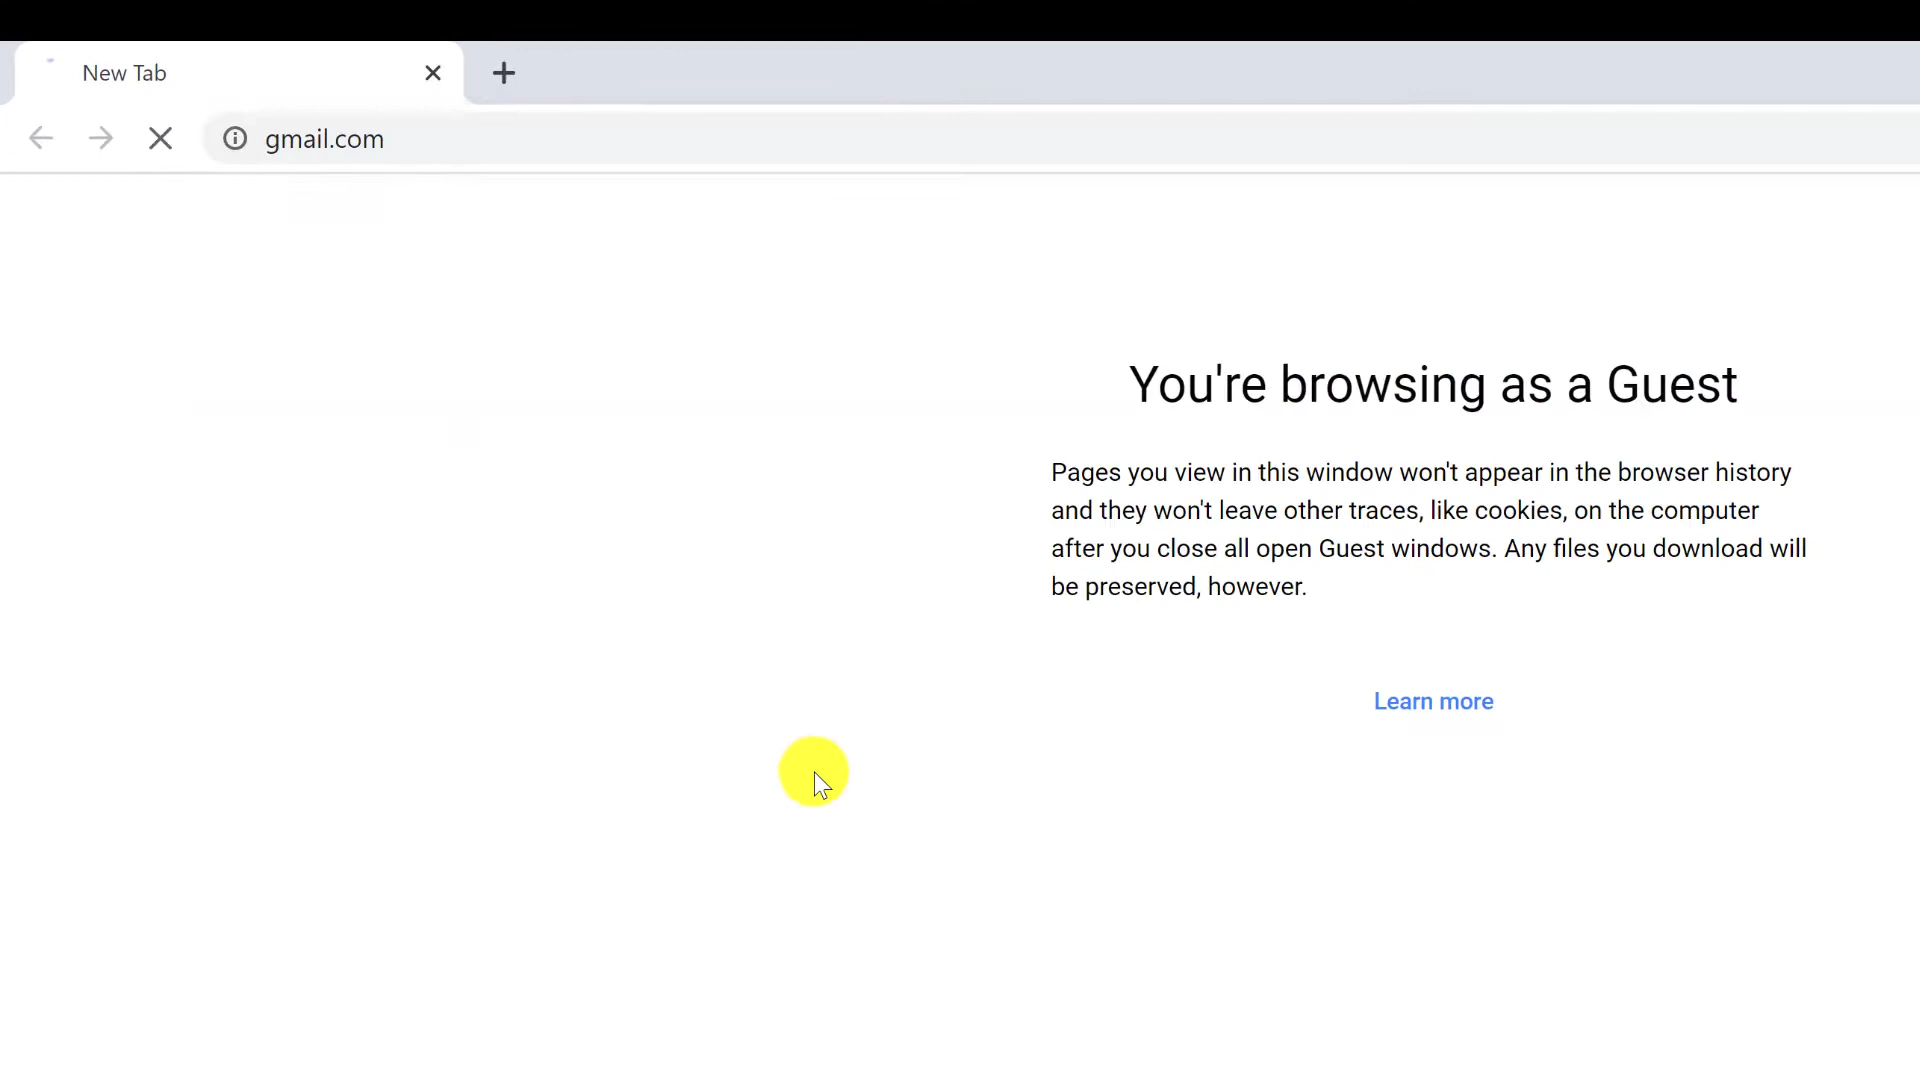 New Tab
gmail.com
You're browsing as a Guest
Pages you view in this window won't appear in the browser history
and they won't leave other traces, like cookies, on the computer
after you close all open Guest windows. Any files you download will
be preserved, however.
Learn more